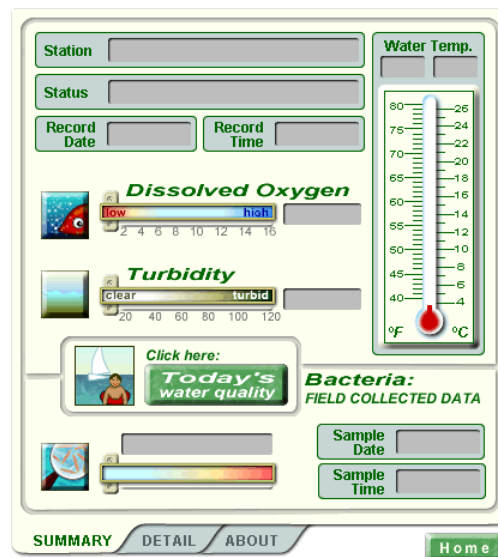 Station
Water Temp.
Status
Record
Date
Record
Time
80
75
70
65
60
55
50
45
40
26
24
22
20
18
16
14
12
10
8
6
4
ºF
ºC
Dissolved Oxygen
low
high
2 4 6 8 10 12 14 16
Turbidity
clear
turbid
20 40 60 80 100 120
Click here:
Today's
water quality
Bacteria:
FIELD COLLECTED DATA
Sample
Date
Sample
Time
SUMMARY
DETAIL
ABOUT
Home